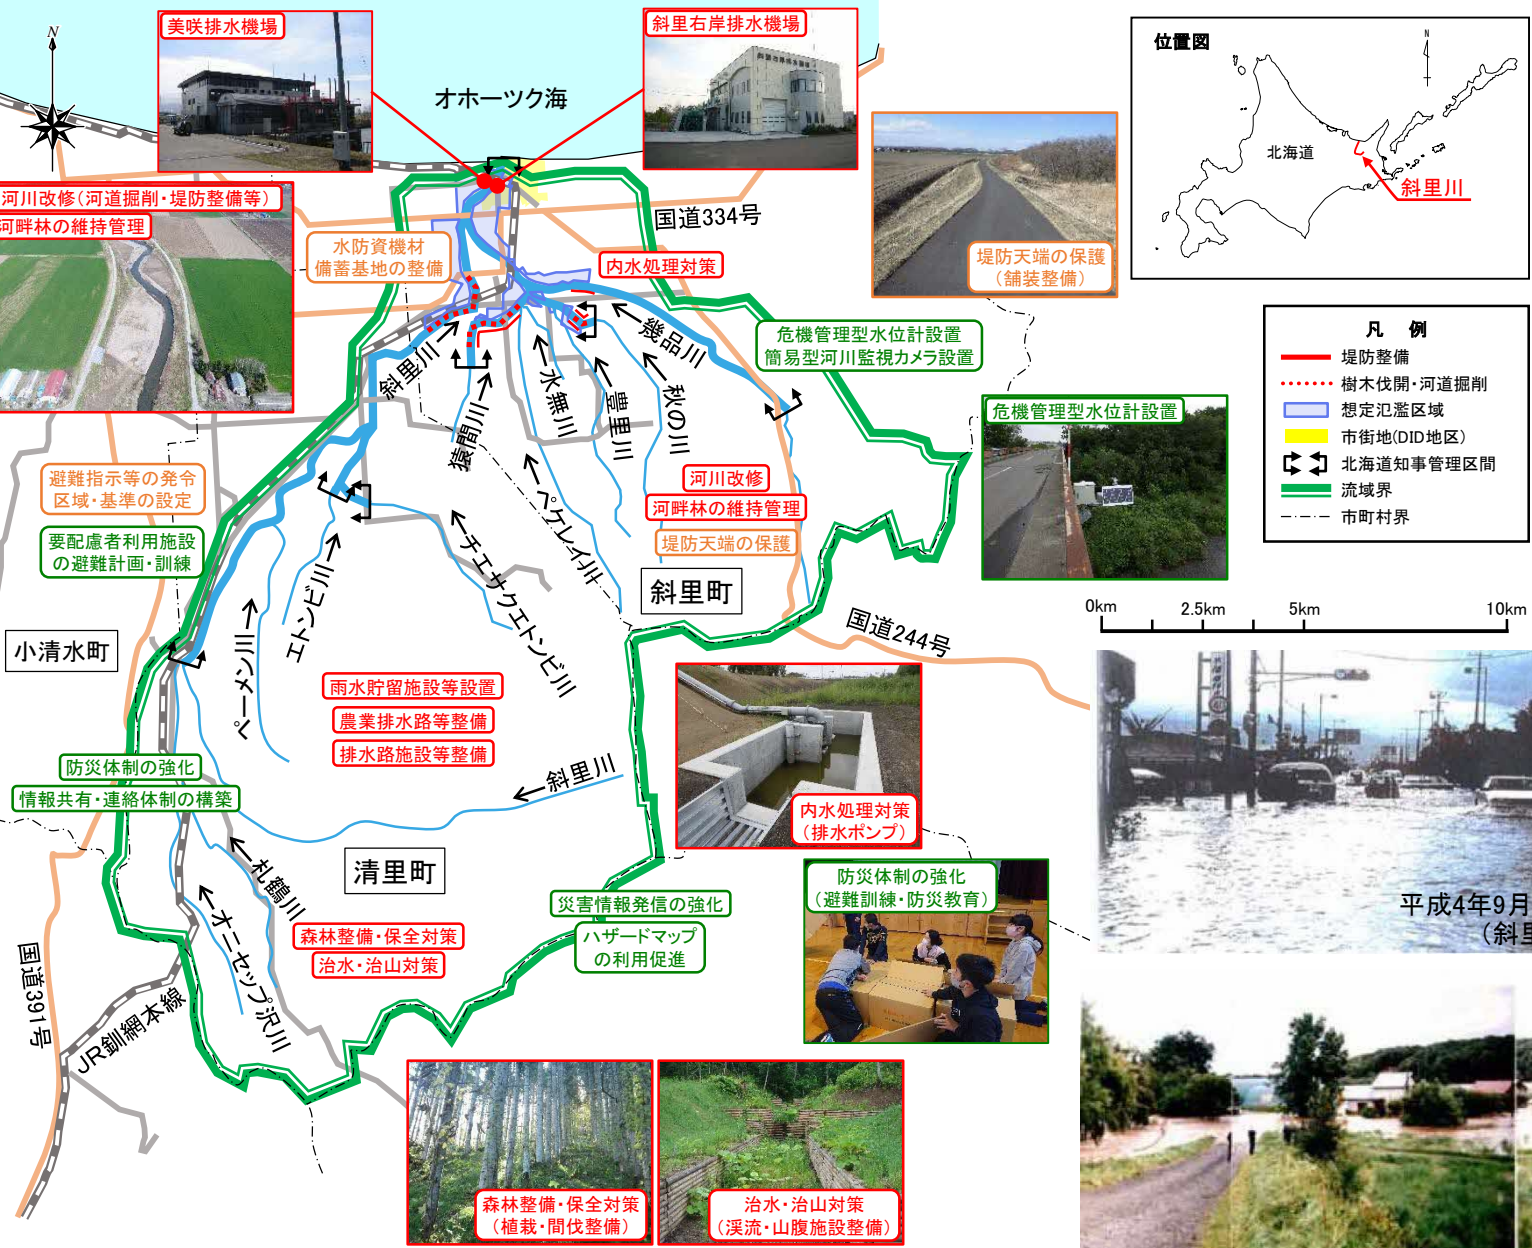 美咲排水機場
斜里右岸排水機場
斜里右岸排水機場
オホーツク海
N
位置図
N
北海道
斜里川
河川改修(河道掘削・堤防整備等)
河畔林の維持管理
国道334号
水防資機材
備蓄基地の整備
内水処理対策
堤防天端の保護
(舗装整備)
危機管理型水位計設置
簡易型河川監視カメラ設置
凡 例
堤防整備
樹木伐開・河道掘削
想定氾濫区域
市街地(DID地区)
北海道知事管理区間
流域界
市町村界
斜里川
猿間川
水無川
豊里川
秋の川
幾品川
危機管理型水位計設置
避難指示等の発令
区域・基準の設定
要配慮者利用施設
の避難計画・訓練
河川改修
河畔林の維持管理
堤防天端の保護
ペーメン川
エトンビ川
チエサクエトンビ川
ペケレイ川
斜里町
国道244号
小清水町
0km
2.5km
5km
10km
雨水貯留施設等設置
農業排水路等整備
排水路施設等整備
防災体制の強化
情報共有・連絡体制の構築
斜里川
内水処理対策
(排水ポンプ)
清里町
札鶴川
オニセップ沢川
森林整備・保全対策
治水・治山対策
災害情報発信の強化
ハザードマップ
の利用促進
防災体制の強化
(避難訓練・防災教育)
平成4年9月
(斜里
国道391号
JR釧網本線
森林整備・保全対策
(植栽・間伐整備)
治水・治山対策
(渓流・山腹施設整備)